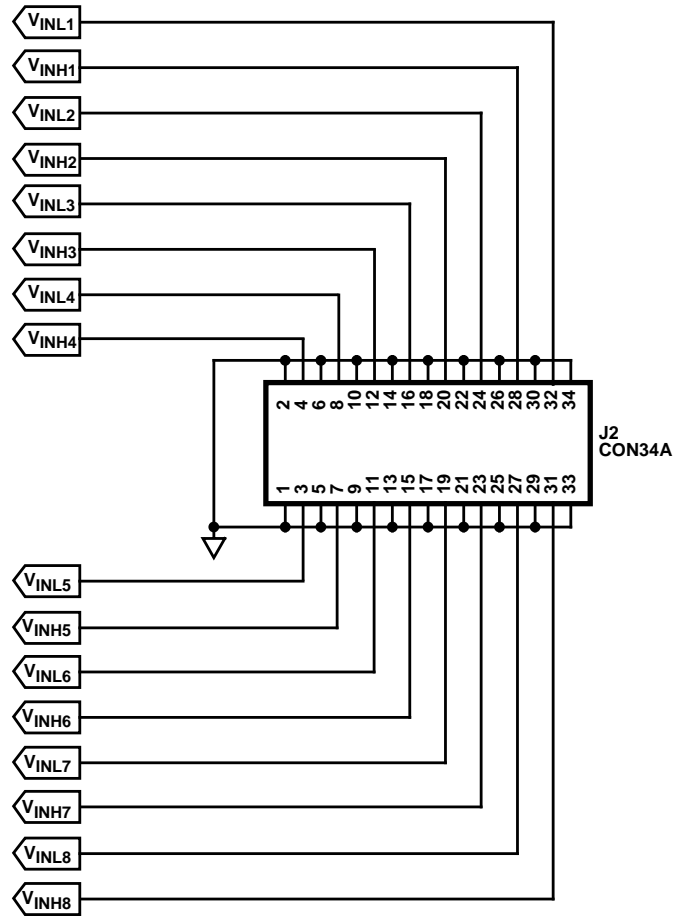 VINL1
VINH1
VINL2
VINH2
VINL3
VINH3
VINL4
VINH4
2 4 6 8 10 12 14 16 18 20 22 24 26 28 30 32 34
J2
CON34A
1 3 5 7 9 11 13 15 17 19 21 23 25 27 29 31 33
VINL5
VINH5
VINL6
VINH6
VINL7
VINH7
VINL8
VINH8